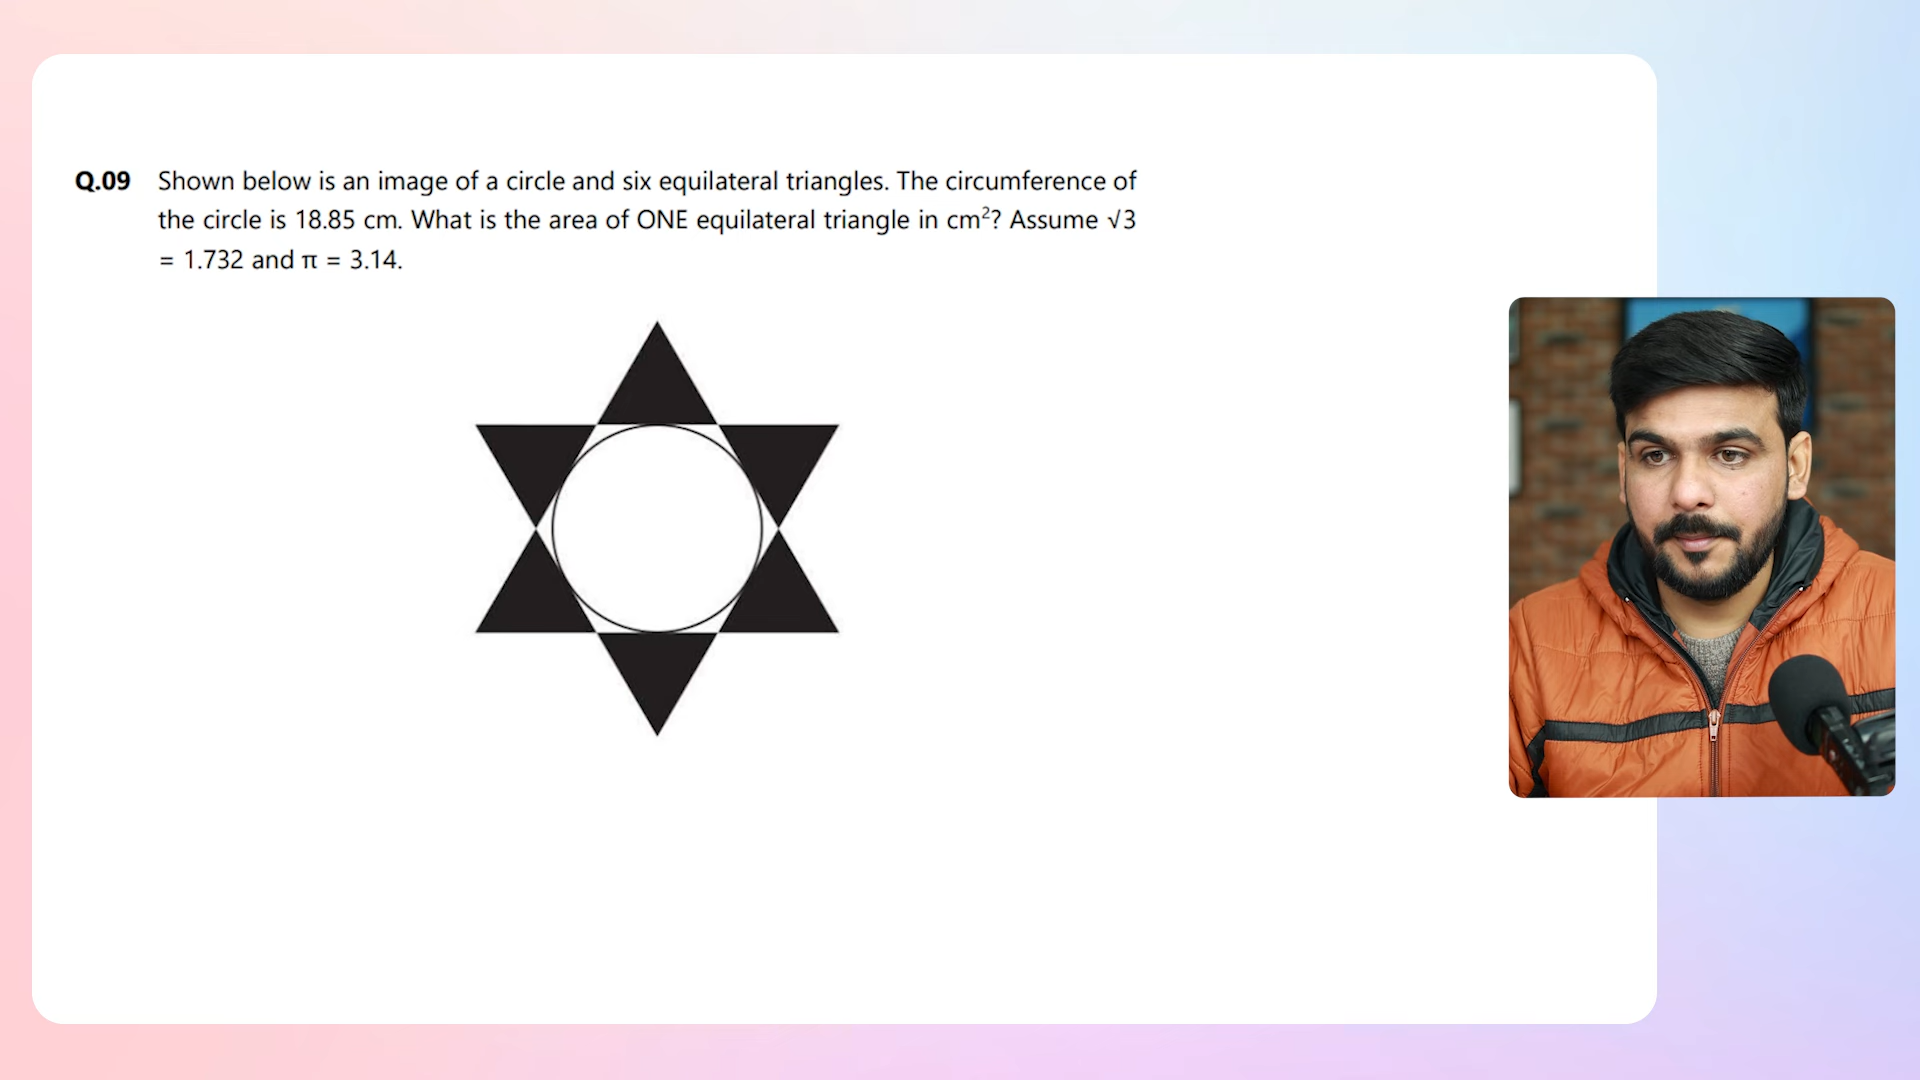 Q.09 Shown below is an image of a circle and six equilateral triangles. The circumference of
the circle is 18.85 cm. What is the area of ONE equilateral triangle in cm²? Assume √3
= 1.732 and π = 3.14.